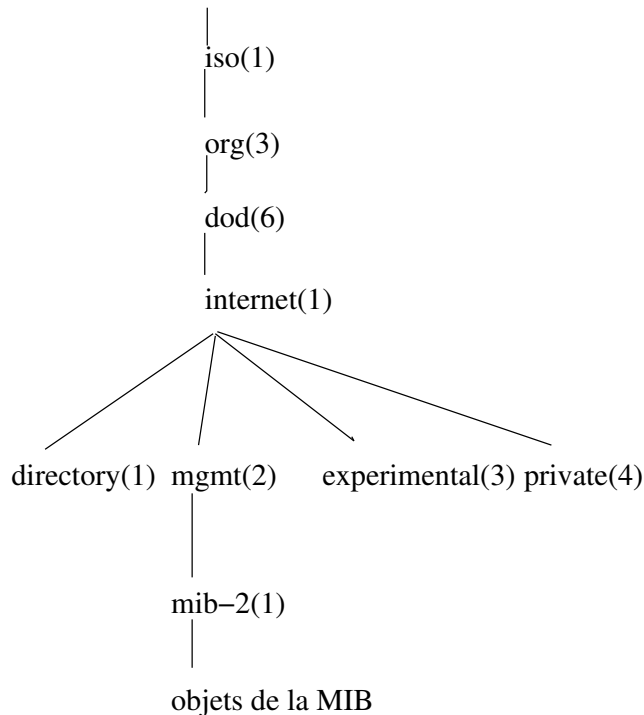 iso(1)
org(3)
dod(6)
internet(1)
directory(1) mgmt(2) experimental(3) private(4)
mib−2(1)
objets de la MIB